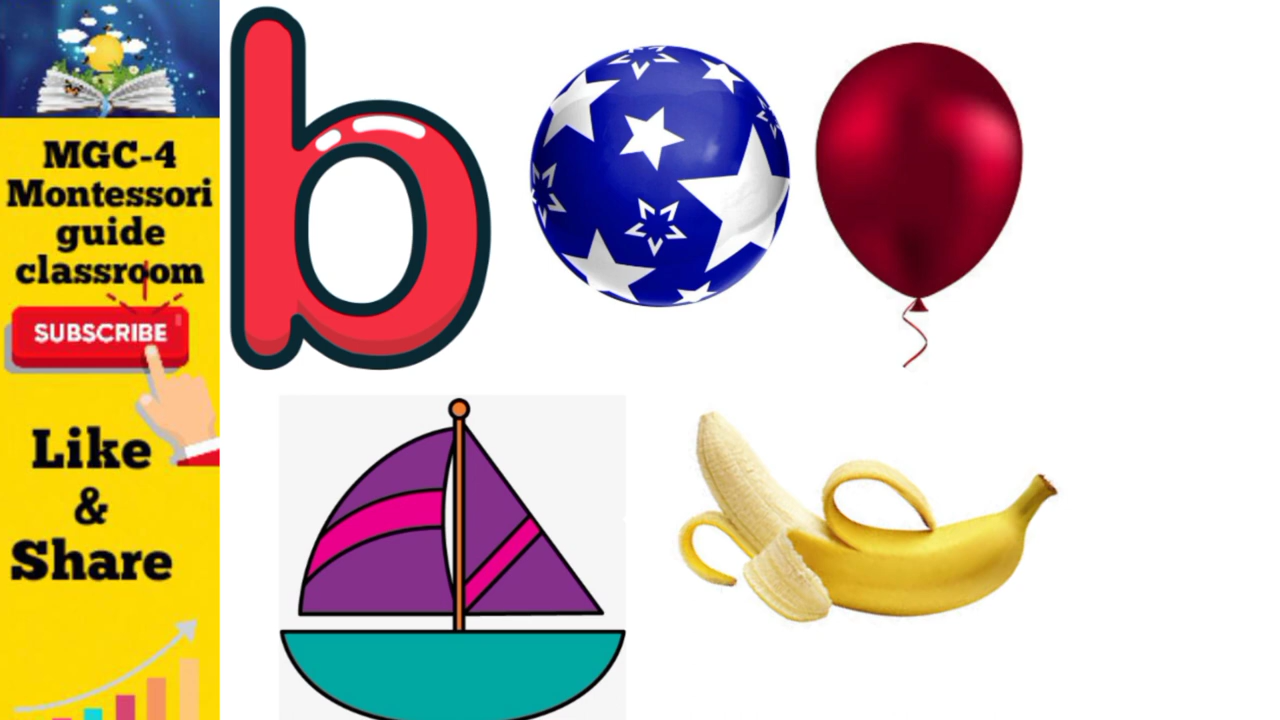 MGC-4
Montessori
guide
classroom
SUBSCRIBE
Like
&
Share
b